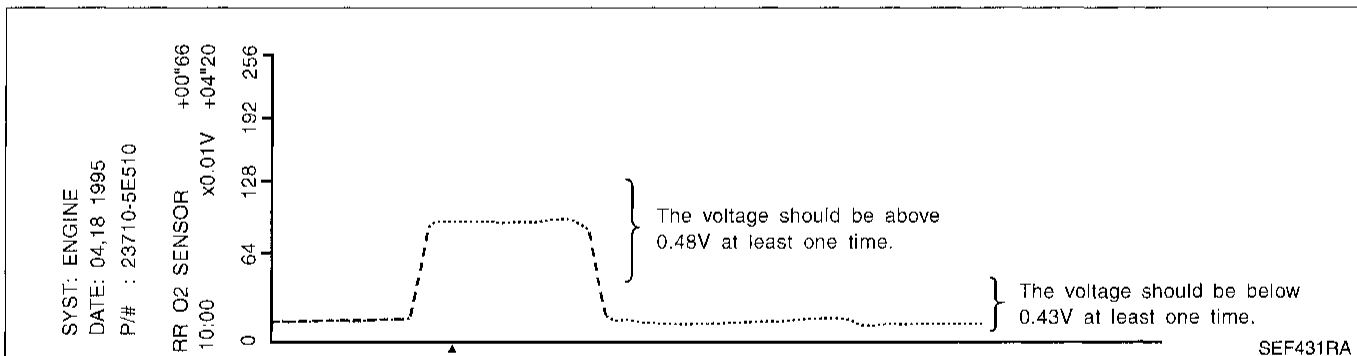 SYST: ENGINE
DATE: 04,18 1995
P/# : 23710-5E510
RR O2 SENSOR +00"66
10:00 x0.01V +04"20
256
192
128
64
0
The voltage should be above
0.48V at least one time.
The voltage should be below
0.43V at least one time.
SEF431RA